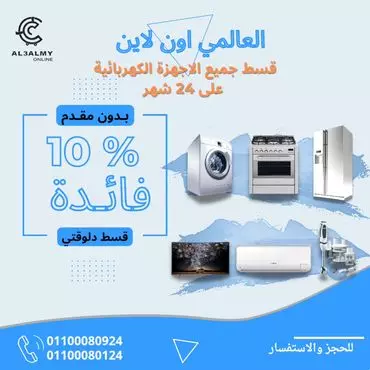 AL3ALMY
ONLINE
العالمي اون لاين
قسط جميع الاجهزة الكهربائية
على 24 شهر
بدون مقدم
10 %
فائدة
قسط دلوقتي
01100080924
01100080124
للحجز والاستفسار